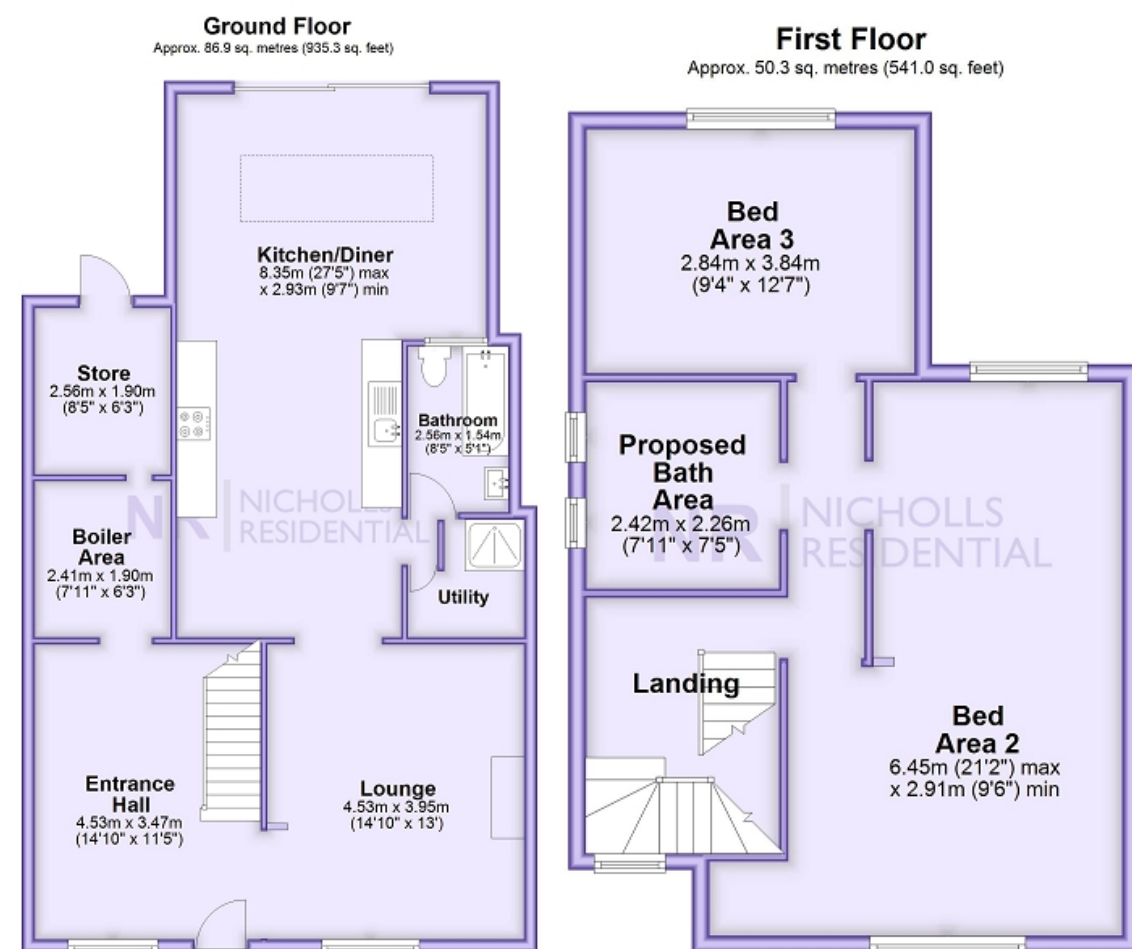 Ground Floor
Approx. 86.9 sq. metres (935.3 sq. feet)
Kitchen/Diner
8.35m (27'5") max
x 2.93m (9'7") min
Store
2.56m x 1.90m
(8'5" x 6'3")
Bathroom
2.56m x 1.54m
(8'5" x 5'1")
Boiler
Area
2.41m x 1.90m
(7'11" x 6'3")
Utility
NR NICHOLLS
RESIDENTIAL
Entrance
Hall
4.53m x 3.47m
(14'10" x 11'5")
Lounge
4.53m x 3.95m
(14'10" x 13')
First Floor
Approx. 50.3 sq. metres (541.0 sq. feet)
Bed
Area 3
2.84m x 3.84m
(9'4" x 12'7")
Proposed
Bath
Area
2.42m x 2.26m
(7'11" x 7'5")
NR NICHOLLS
RESIDENTIAL
Landing
Bed
Area 2
6.45m (21'2") max
x 2.91m (9'6") min